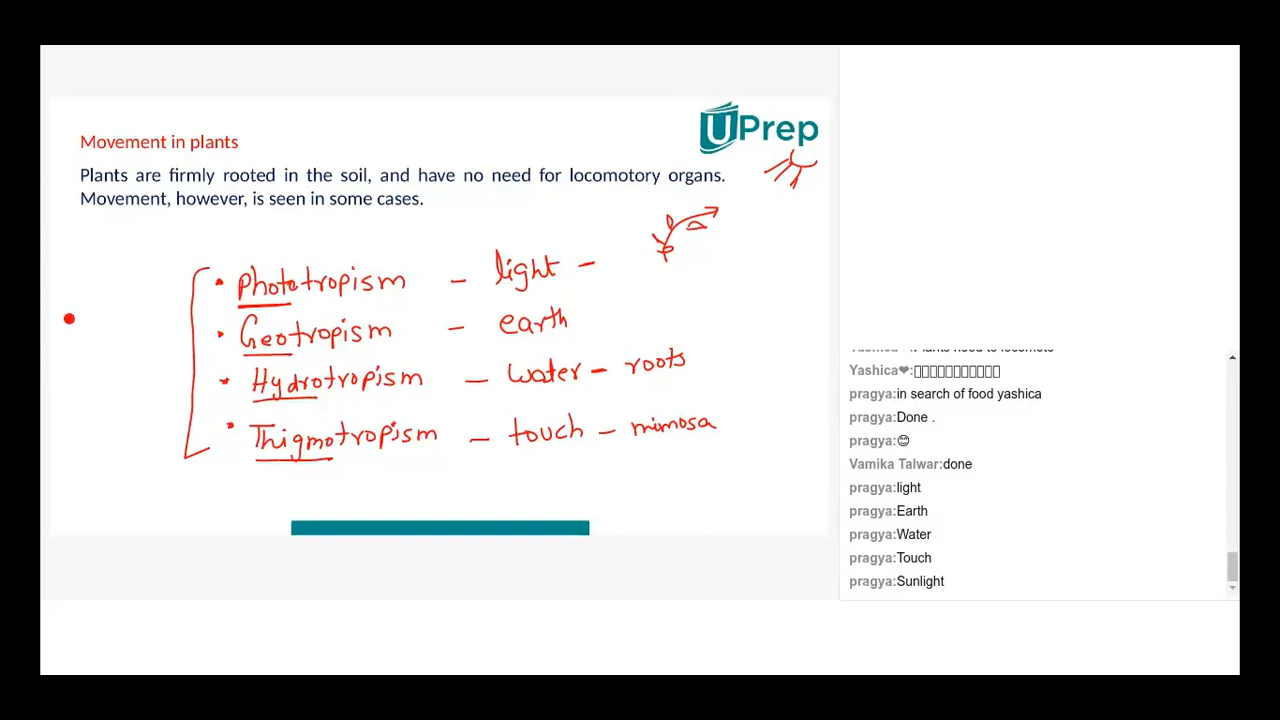 UPrep
Movement in plants
Plants are firmly rooted in the soil, and have no need for locomotory organs.
Movement, however, is seen in some cases.
• Phototropism - light -
• Geotropism - earth
• Hydrotropism - water - roots
• Thigmotropism - touch - mimosa
Yashica❤:
pragya:in search of food yashica
pragya:Done .
pragya:😊
Vamika Talwar:done
pragya:light
pragya:Earth
pragya:Water
pragya:Touch
pragya:Sunlight